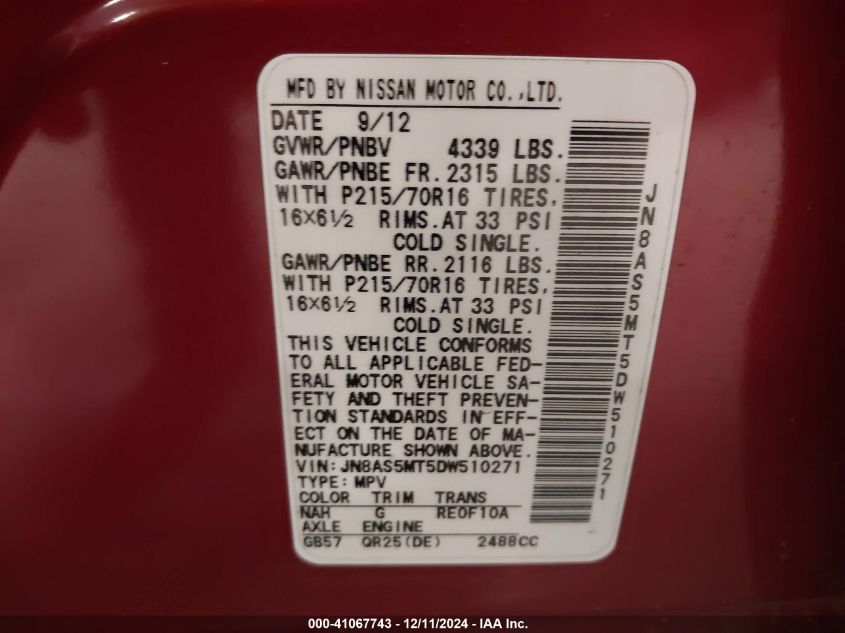 MFD BY NISSAN MOTOR CO.,LTD.
DATE 9/12
GVWR/PNBV 4339 LBS.
GAWR/PNBE FR. 2315 LBS.
WITH P215/70R16 TIRES,
16×6½ RIMS. AT 33 PSI
COLD SINGLE.
GAWR/PNBE RR. 2116 LBS.
WITH P215/70R16 TIRES,
16×6½ RIMS. AT 33 PSI
COLD SINGLE.
THIS VEHICLE CONFORMS
TO ALL APPLICABLE FED-
ERAL MOTOR VEHICLE SA-
FETY AND THEFT PREVEN-
TION STANDARDS IN EFF-
ECT ON THE DATE OF MA-
NUFACTURE SHOWN ABOVE.
VIN: JN8AS5MT5DW510271
TYPE: MPV
COLOR TRIM TRANS
NAH G RE0F10A
AXLE ENGINE
GB57 QR25(DE) 2488CC
JN8AS5MT5DW510271
000-41067743 - 12/11/2024 - IAA Inc.